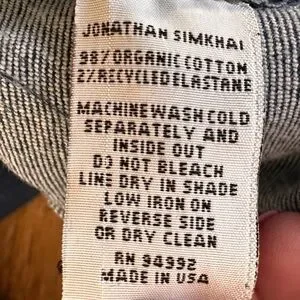 JONATHAN SIMKHAI
98% ORGANIC COTTON
2% RECYCLED ELASTANE
MACHINE WASH COLD
SEPARATELY AND
INSIDE OUT
DO NOT BLEACH
LINE DRY IN SHADE
LOW IRON ON
REVERSE SIDE
OR DRY CLEAN
RN 94992
MADE IN USA